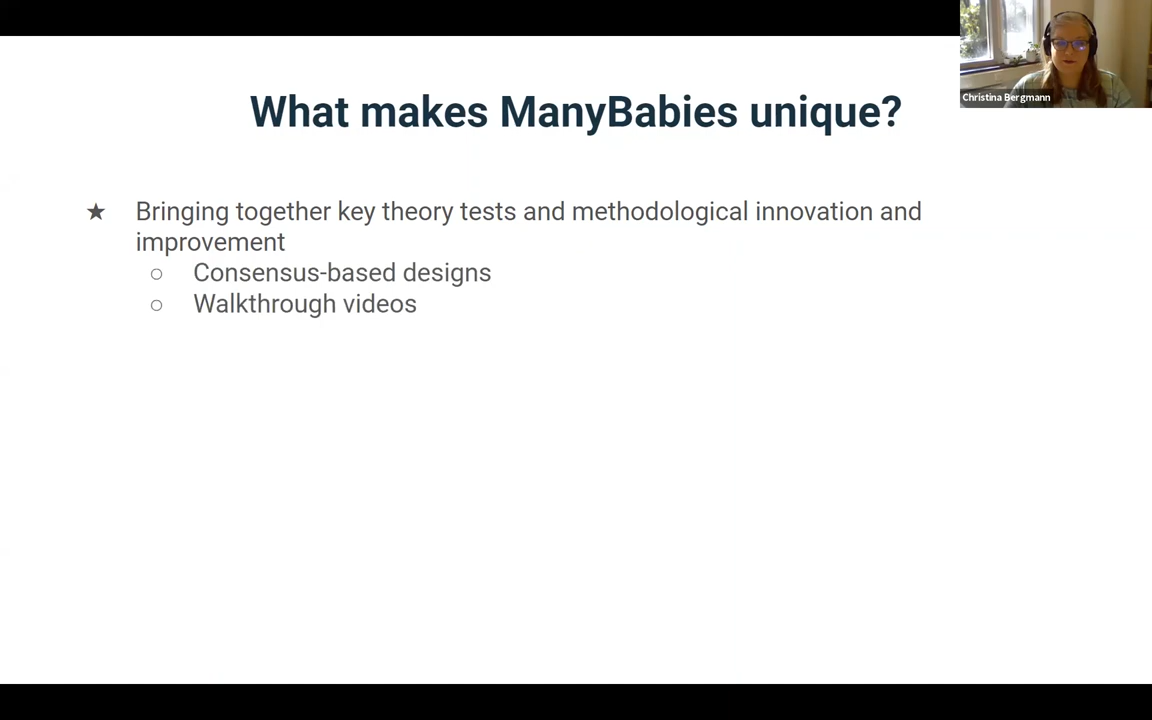 Christina Bergmann
What makes ManyBabies unique?
★ Bringing together key theory tests and methodological innovation and
improvement
○ Consensus-based designs
○ Walkthrough videos